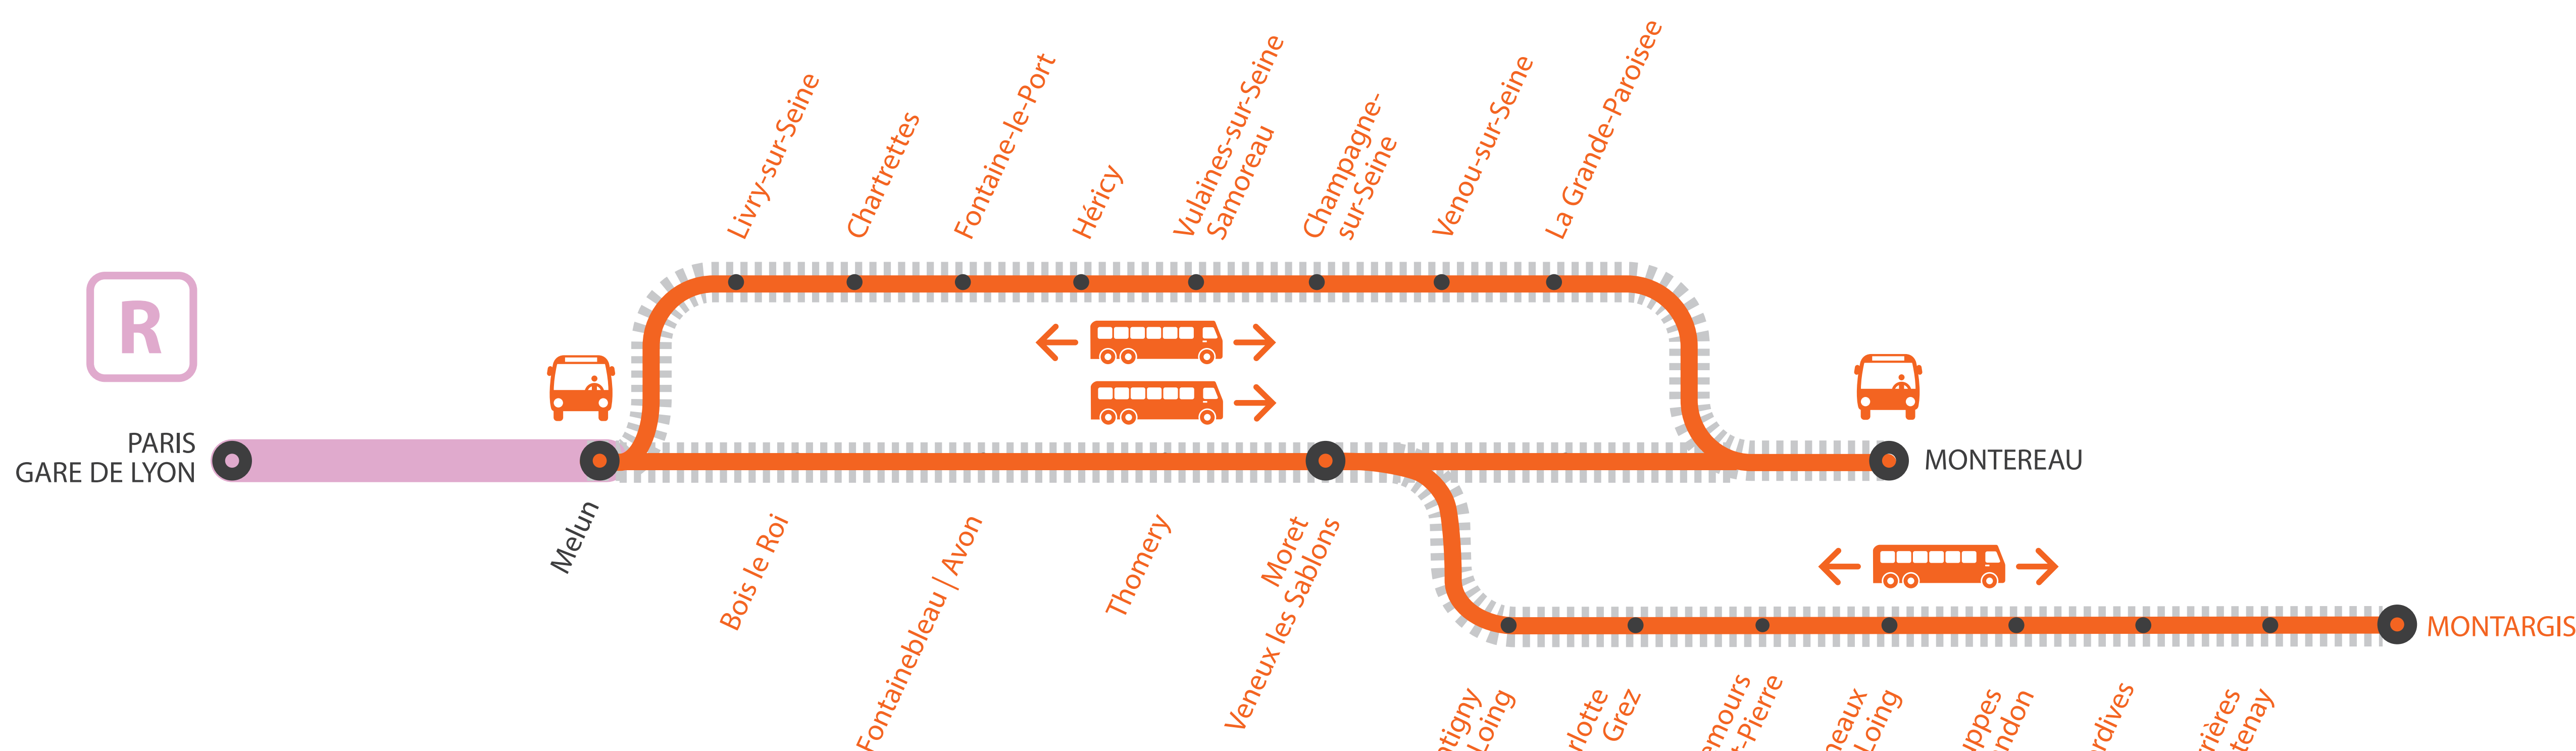 R
PARIS
GARE DE LYON
Melun
Livry-sur-Seine
Chartrettes
Fontaine-le-Port
Héricy
Vulaines-sur-Seine
Samoreau
Champagne-
sur-Seine
Venou-sur-Seine
La Grande-Paroisee
Bois le Roi
Fontainebleau | Avon
Thomery
Moret
Veneux les Sablons
MONTEREAU
Loing
Grez
Loing
MONTARGIS